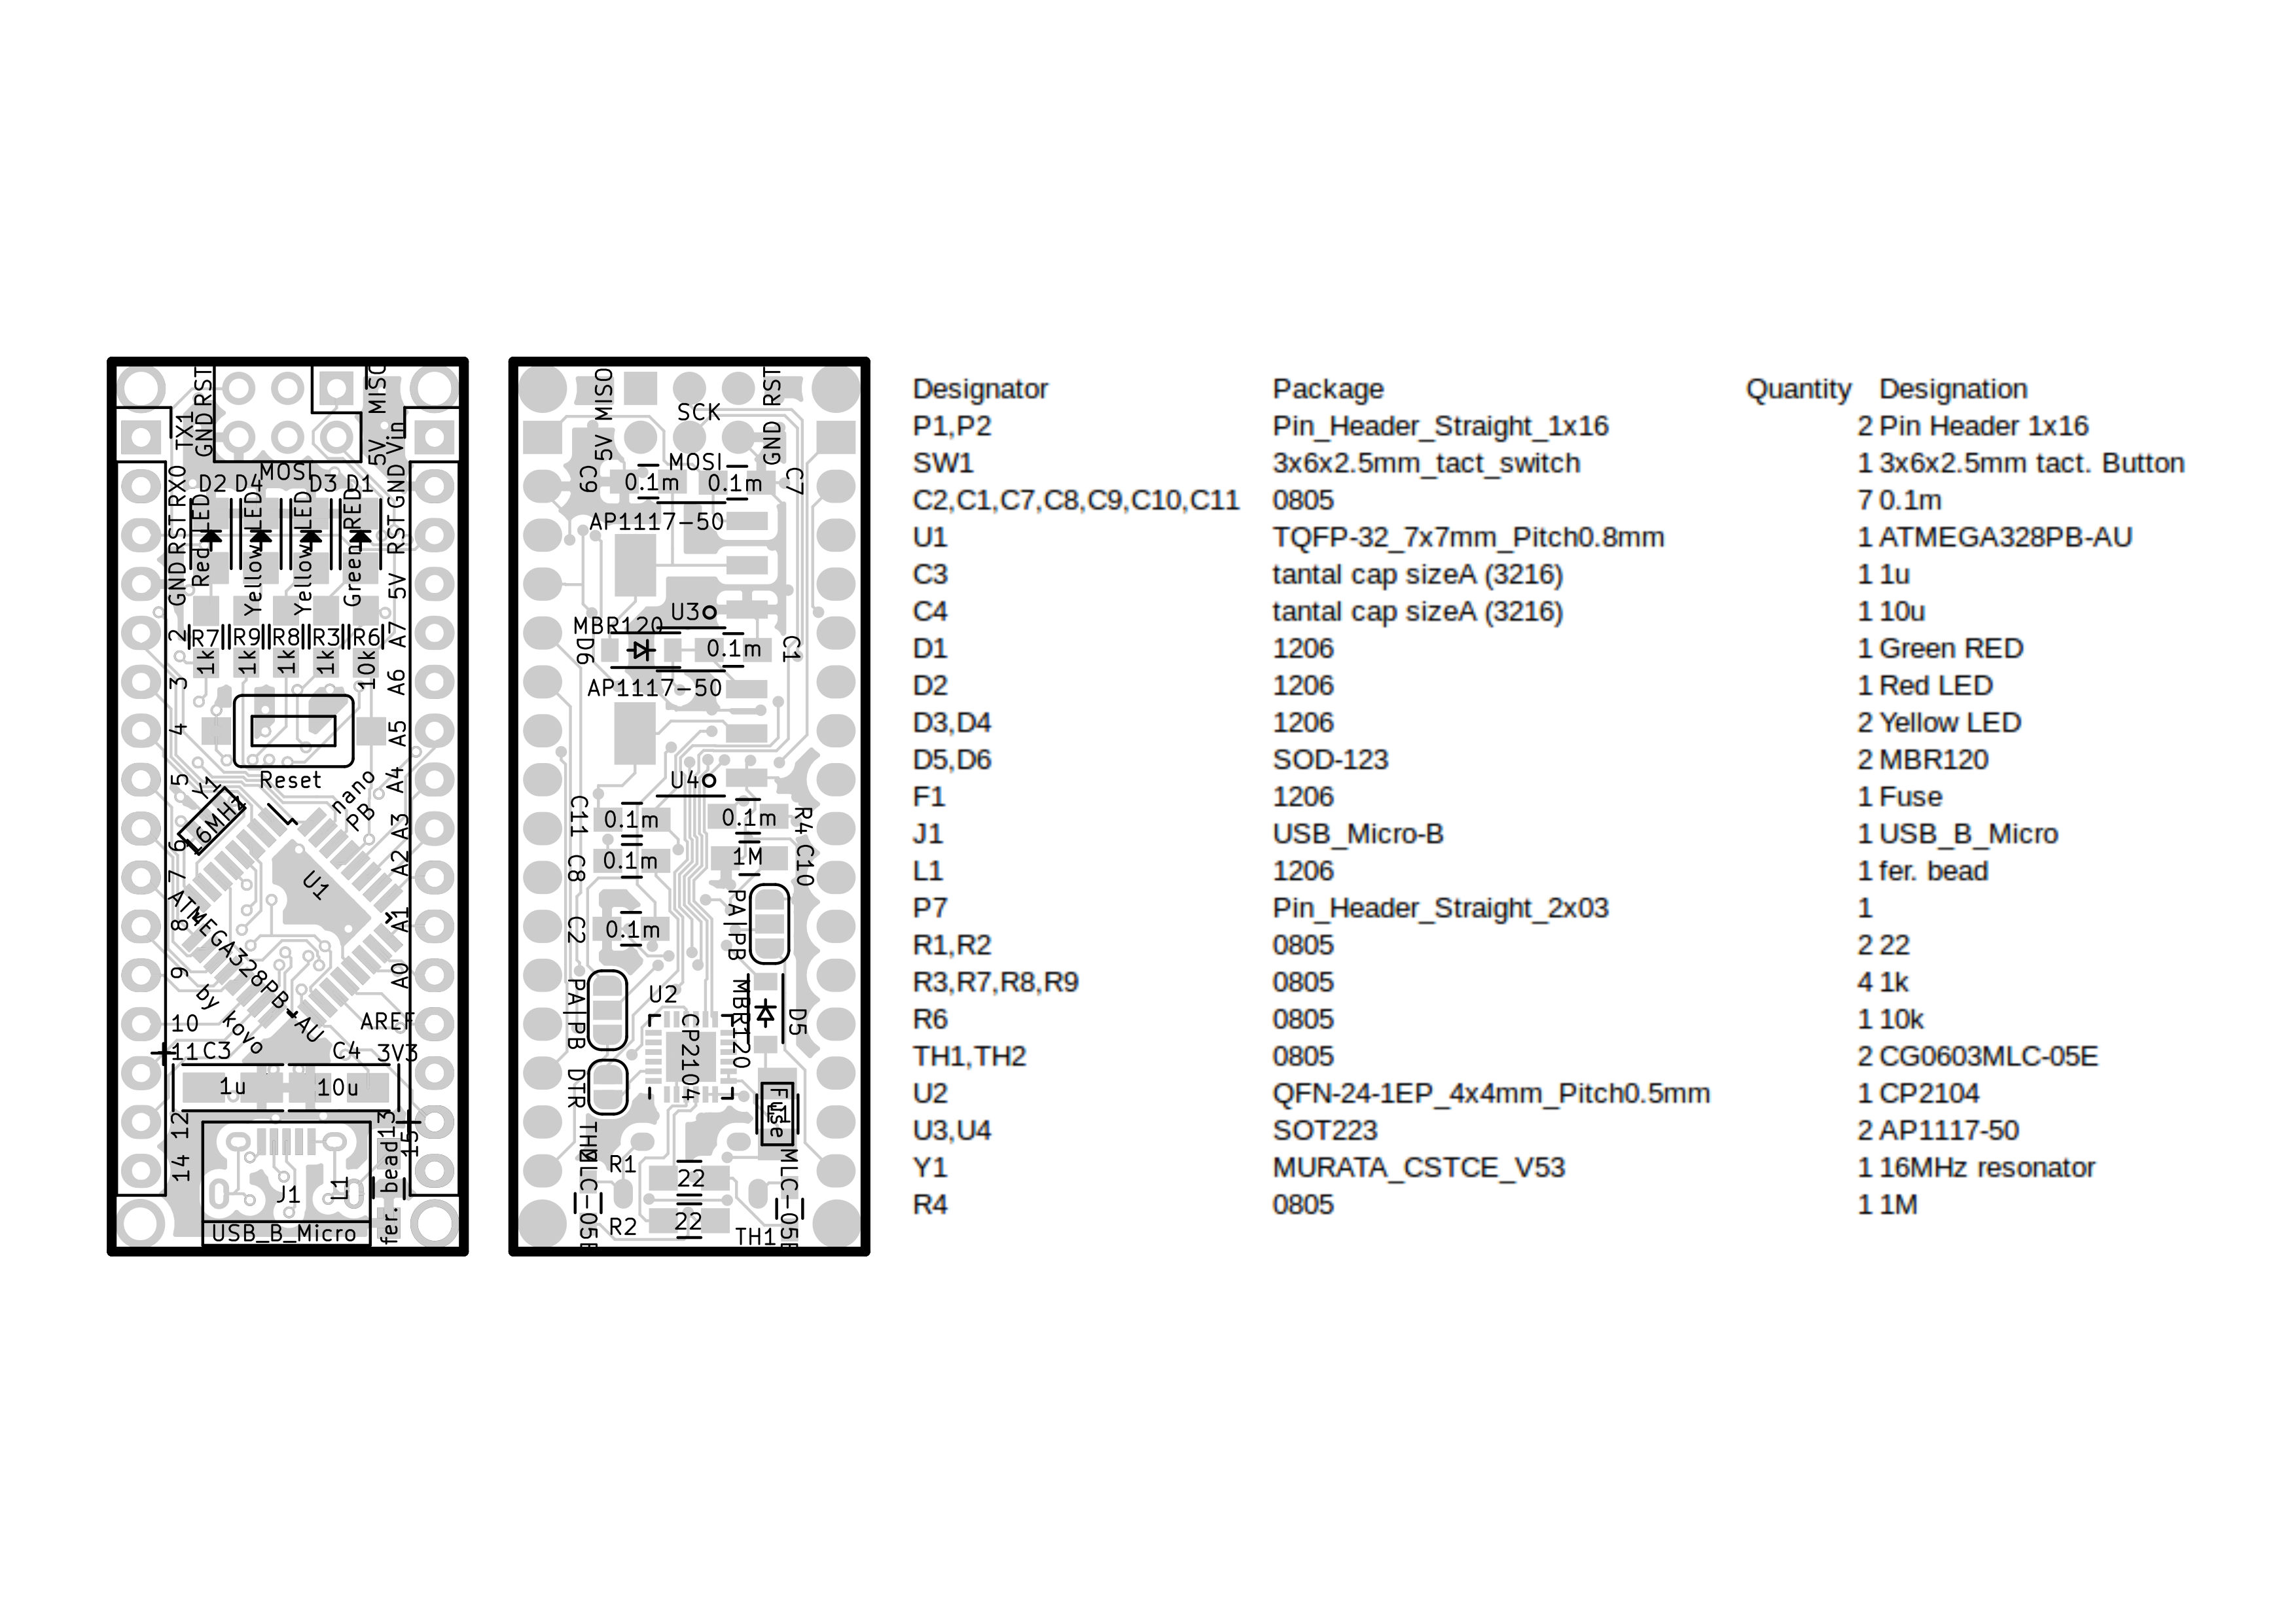 RST
MISO
TX1
GND
5V
Vin
MOSI
RX0
D2 D4 D3 D1
GND
RST
Red LED
Yellow LED
Yellow LED
Green RED
RST
GND
5V
2
R7 R9 R8 R3 R6
A7
1k 1k 1k 1k 10k
3
A6
4
A5
Reset
5
Y1
nano
PB
A4
16MHz
6
A3
7
A2
U1
8
ATMEGA328PB-AU
A1
9
A0
by kovo
10
AREF
11
C3
C4
3V3
1u
10u
12
13
15
14
J1
L1
fer. bead
USB_B_Micro
MISO
RST
SCK
5V
GND
MOSI
C9
0.1m
0.1m
C7
AP1117-50
U3
MBR120
D6
0.1m
C1
AP1117-50
U4
C11
0.1m
0.1m
R4
C8
0.1m
1M
C10
PA|PB
C2
0.1m
PA|PB
U2
MBR120
D5
CP2104
DTR
Fuse
R1
22
R2
22
TH1
Designator Package Quantity Designation
P1,P2 Pin_Header_Straight_1x16 2 Pin Header 1x16
SW1 3x6x2.5mm_tact_switch 1 3x6x2.5mm tact. Button
C2,C1,C7,C8,C9,C10,C11 0805 7 0.1m
U1 TQFP-32_7x7mm_Pitch0.8mm 1 ATMEGA328PB-AU
C3 tantal cap sizeA (3216) 1 1u
C4 tantal cap sizeA (3216) 1 10u
D1 1206 1 Green RED
D2 1206 1 Red LED
D3,D4 1206 2 Yellow LED
D5,D6 SOD-123 2 MBR120
F1 1206 1 Fuse
J1 USB_Micro-B 1 USB_B_Micro
L1 1206 1 fer. bead
P7 Pin_Header_Straight_2x03 1
R1,R2 0805 2 22
R3,R7,R8,R9 0805 4 1k
R6 0805 1 10k
TH1,TH2 0805 2 CG0603MLC-05E
U2 QFN-24-1EP_4x4mm_Pitch0.5mm 1 CP2104
U3,U4 SOT223 2 AP1117-50
Y1 MURATA_CSTCE_V53 1 16MHz resonator
R4 0805 1 1M